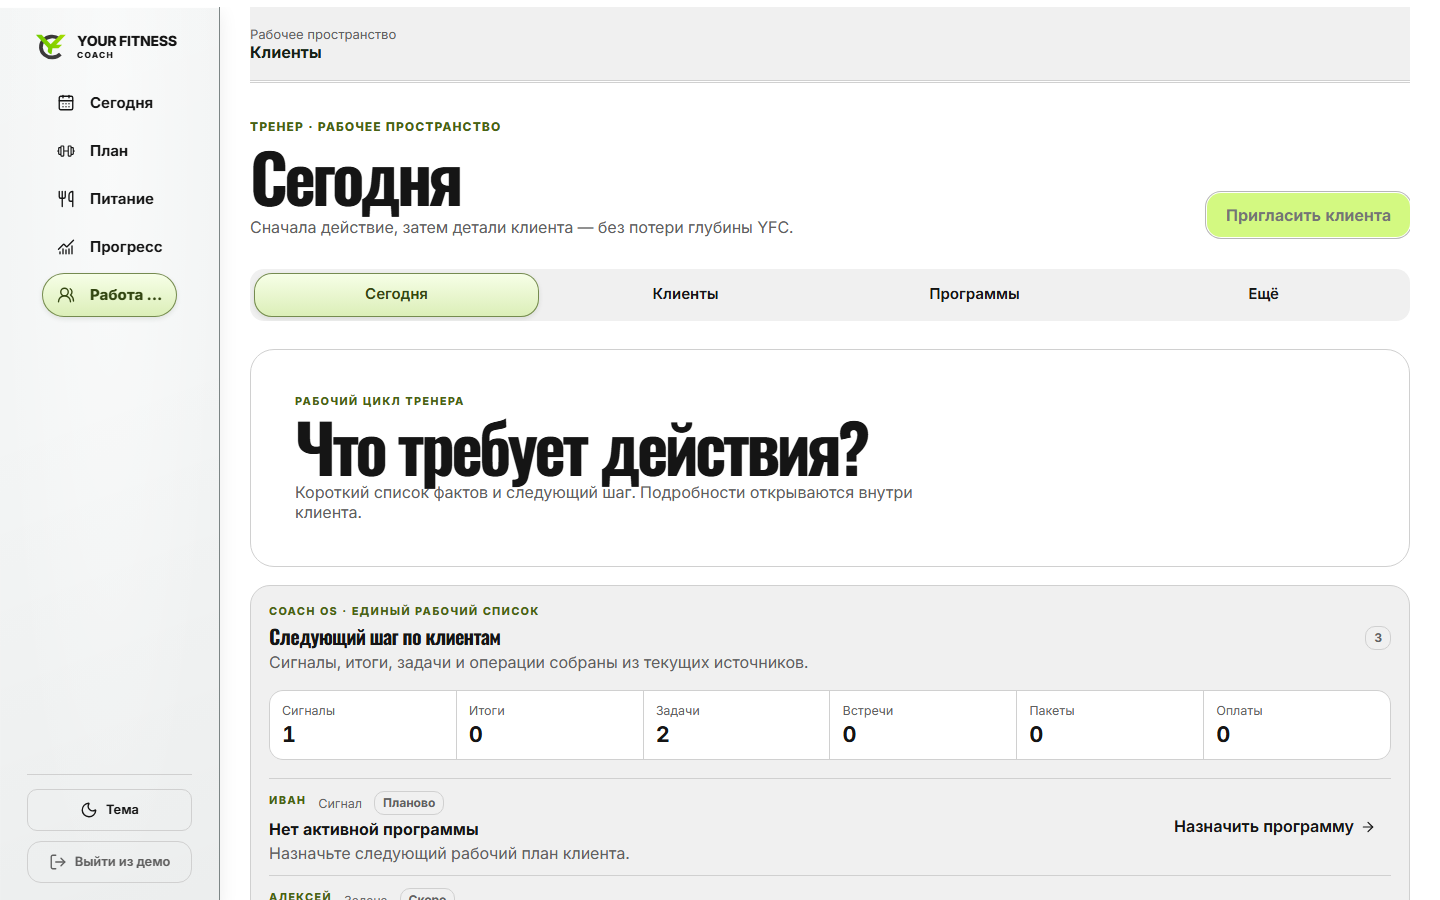 YOUR FITNESS
COACH
Сегодня
План
Питание
Прогресс
Работа ...
Тема
Выйти из демо
Рабочее пространство
Клиенты
ТРЕНЕР · РАБОЧЕЕ ПРОСТРАНСТВО
Сегодня
Сначала действие, затем детали клиента — без потери глубины YFC.
Пригласить клиента
Сегодня
Клиенты
Программы
Ещё
РАБОЧИЙ ЦИКЛ ТРЕНЕРА
Что требует действия?
Короткий список фактов и следующий шаг. Подробности открываются внутри
клиента.
COACH OS · ЕДИНЫЙ РАБОЧИЙ СПИСОК
Следующий шаг по клиентам
3
Сигналы, итоги, задачи и операции собраны из текущих источников.
Сигналы
1
Итоги
0
Задачи
2
Встречи
0
Пакеты
0
Оплаты
0
ИВАН Сигнал Планово
Нет активной программы
Назначьте следующий рабочий план клиента.
Назначить программу →
АЛЕКСЕЙ Задача Скоро